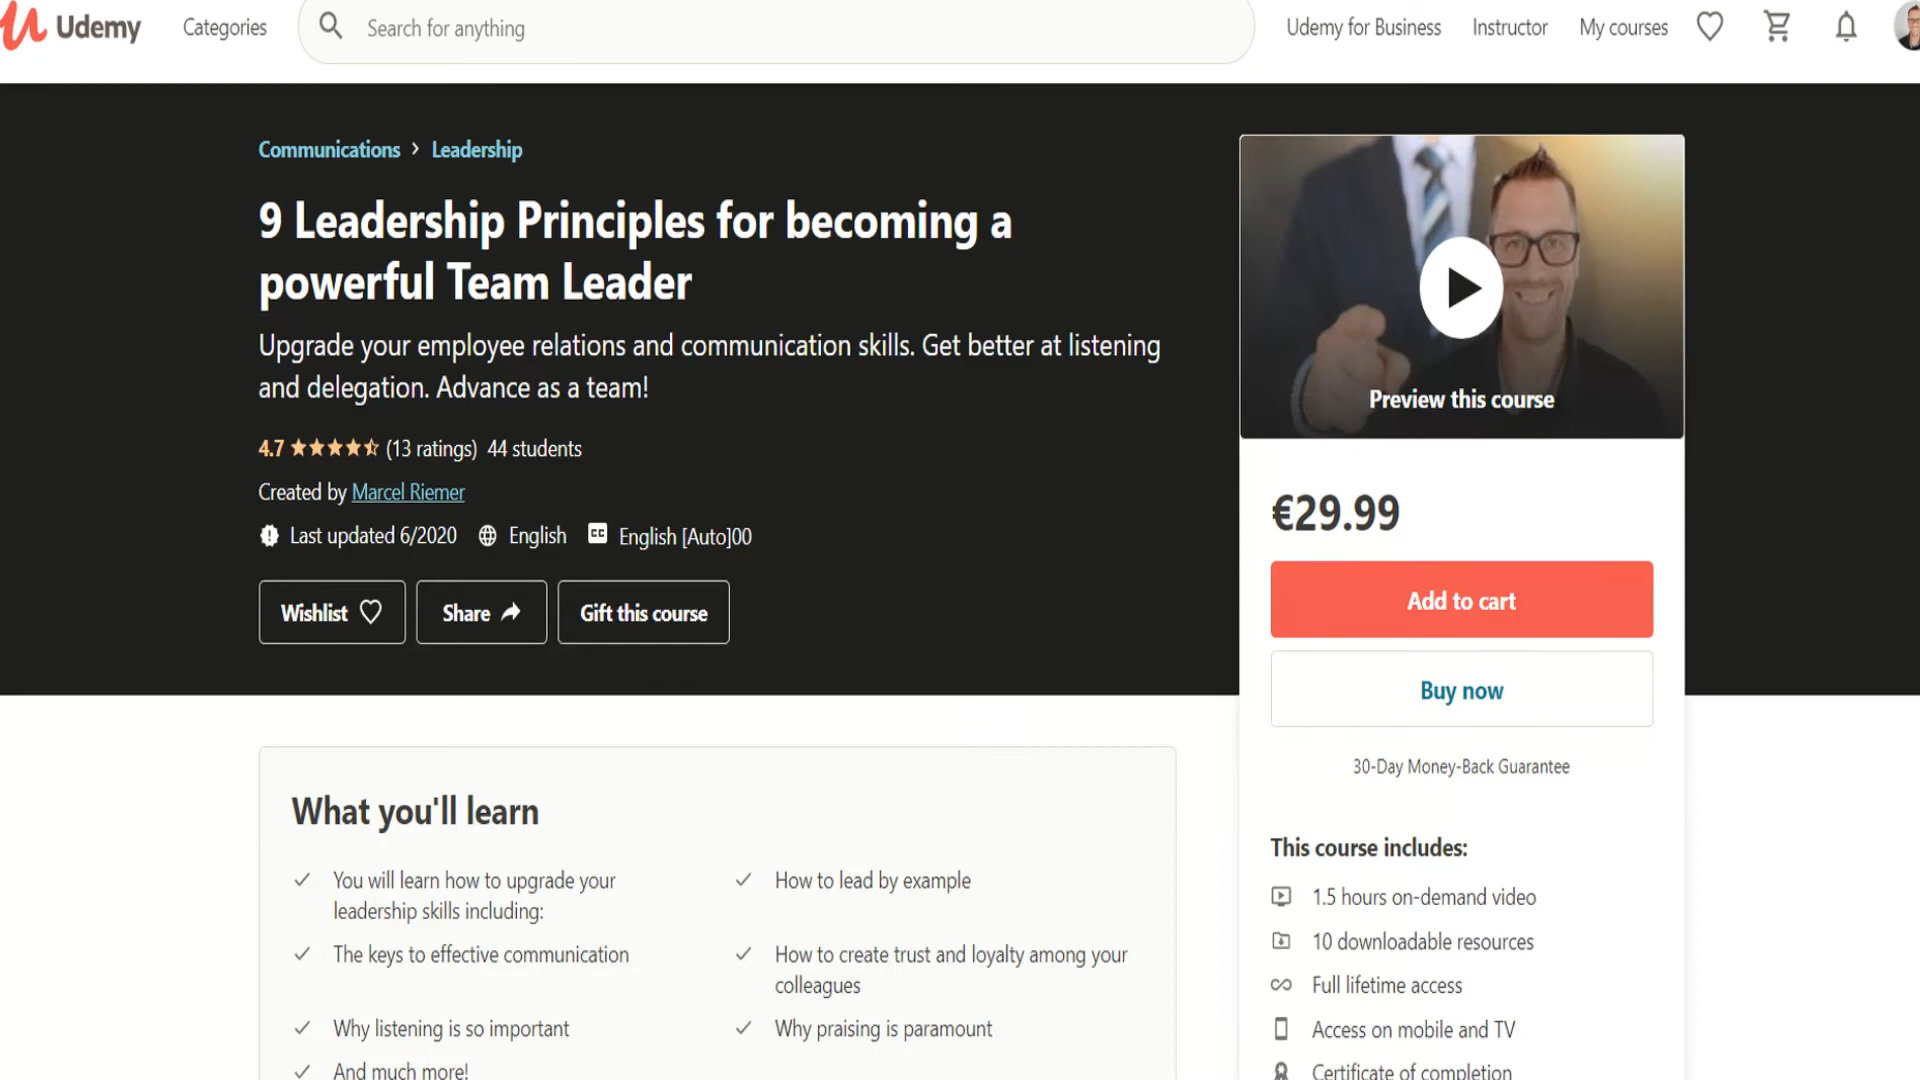 Udemy
Categories
Search for anything
Udemy for Business
Instructor
My courses
Communications
Leadership
9 Leadership Principles for becoming a
powerful Team Leader
Upgrade your employee relations and communication skills. Get better at listening
and delegation. Advance as a team!
4.7 (13 ratings) 44 students
Created by Marcel Riemer
Last updated 6/2020
English
CC English [Auto]00
Wishlist
Share
Gift this course
Preview this course
€29.99
Add to cart
Buy now
30-Day Money-Back Guarantee
This course includes:
1.5 hours on-demand video
10 downloadable resources
Full lifetime access
Access on mobile and TV
Certificate of completion
What you'll learn
You will learn how to upgrade your
leadership skills including:
How to lead by example
The keys to effective communication
How to create trust and loyalty among your
colleagues
Why listening is so important
Why praising is paramount
And much more!